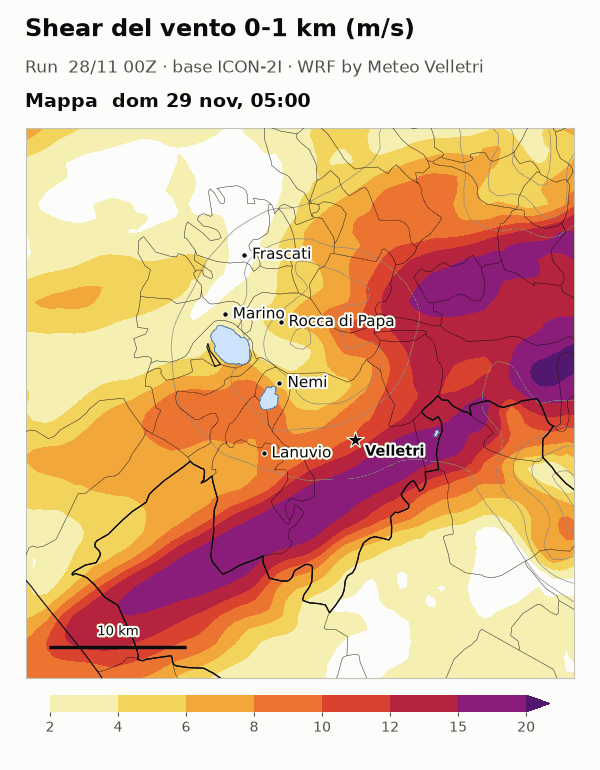 Shear del vento 0-1 km (m/s)
Run  28/11 00Z · base ICON-2I · WRF by Meteo Velletri
Mappa  dom 29 nov, 05:00
Frascati
Marino
Rocca di Papa
Nemi
Velletri
Lanuvio
10 km
2 4 6 8 10 12 15 20